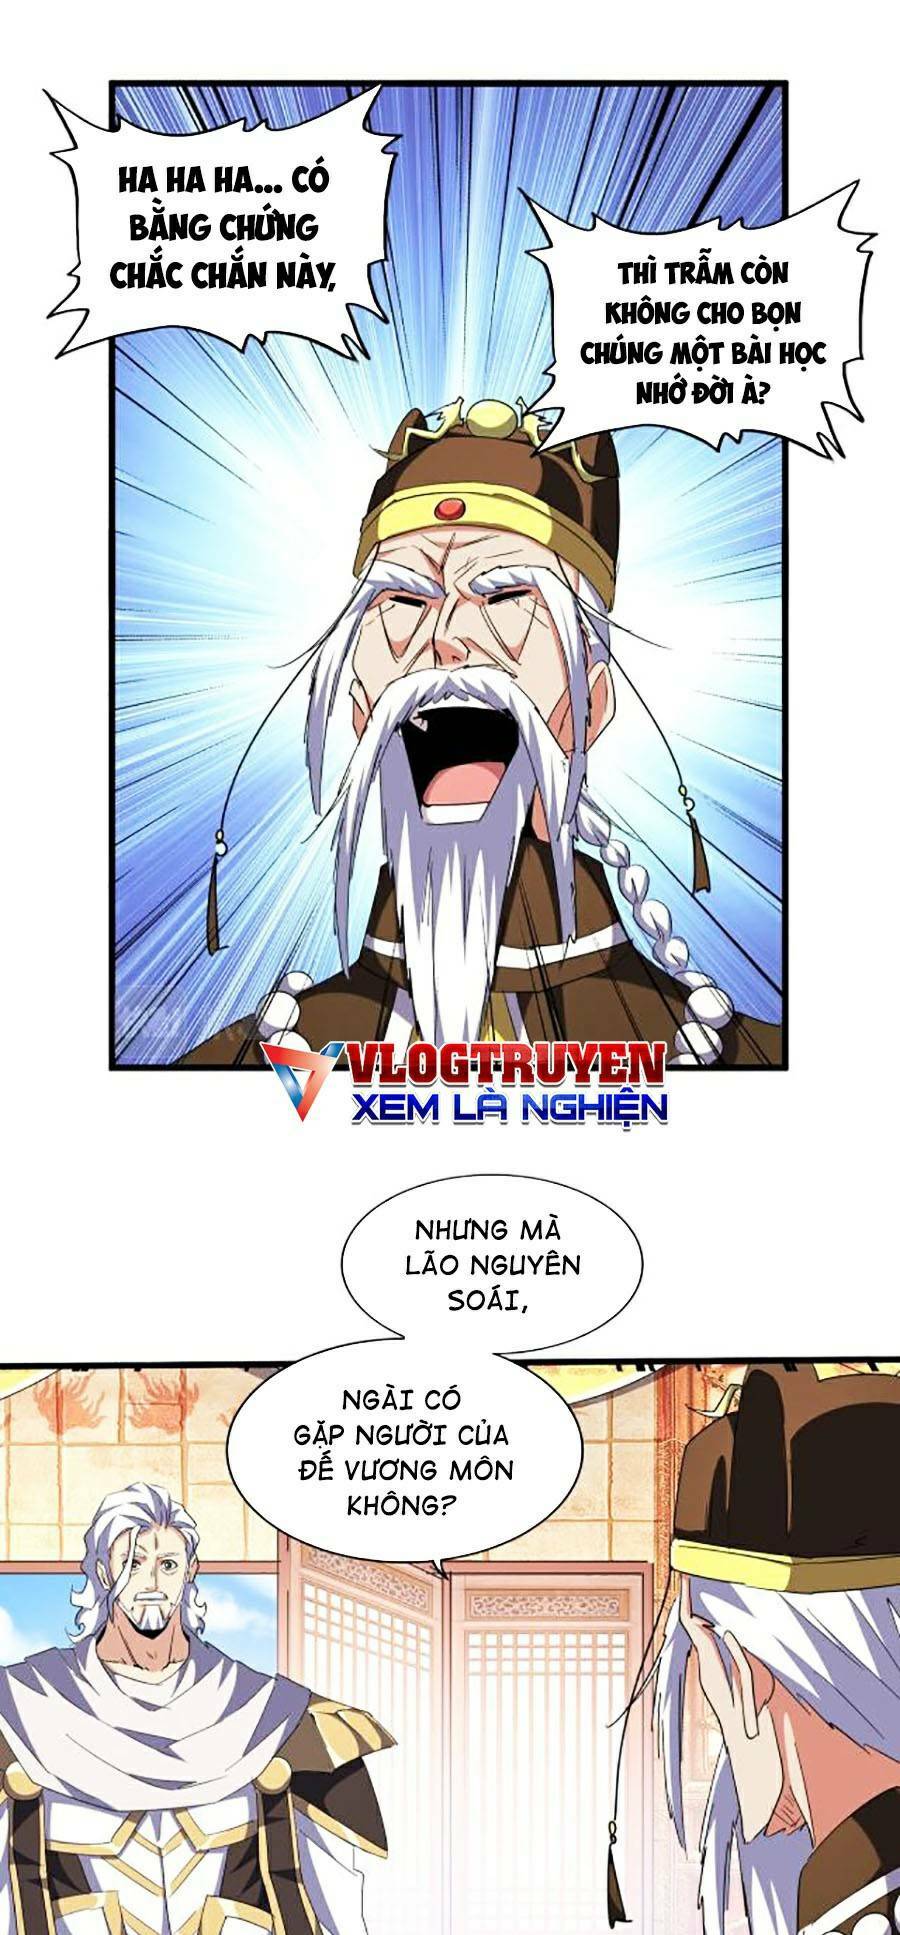 HA HA HA... CÓ
BẰNG CHỨNG
CHẮC CHẮN NÀY,
THÌ TRẪM CÒN
KHÔNG CHO BỌN
CHÚNG MỘT BÀI HỌC
NHỚ ĐỜI À?
VLOGTRUYEN
XEM LÀ NGHIỆN
NHƯNG MÀ
LÃO NGUYÊN
SOÁI,
NGÀI CÓ
GẶP NGƯỜI CỦA
ĐẾ VƯƠNG MÔN
KHÔNG?